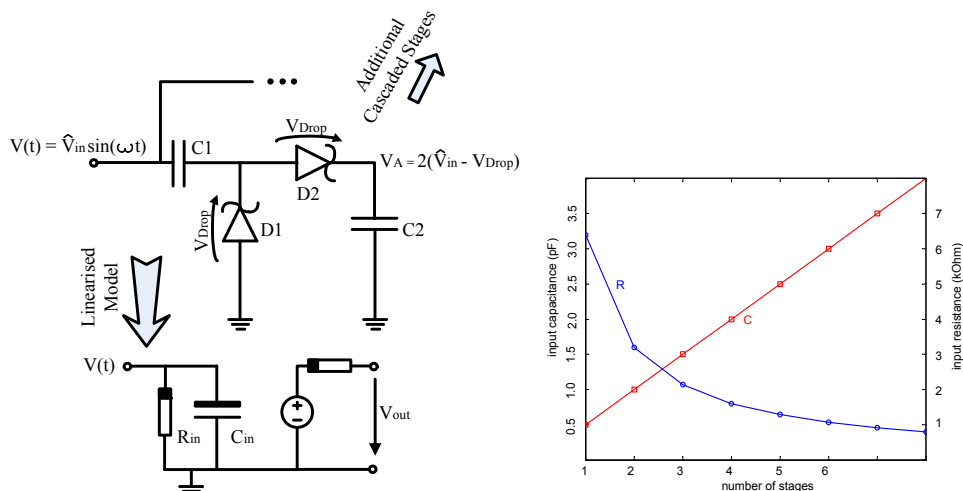 Additional
Cascaded Stages
V(t) = V̂in sin(ωt)
C1
VDrop
VA = 2(V̂in - VDrop)
D2
VDrop
D1
C2
Linearised
Model
V(t)
Rin
Cin
Vout
input capacitance (pF)
3.5
3.0
2.5
2.0
1.5
1.0
0.5
R
C
7
6
5
4
3
2
1
input resistance (kOhm)
1 2 3 4 5 6
number of stages